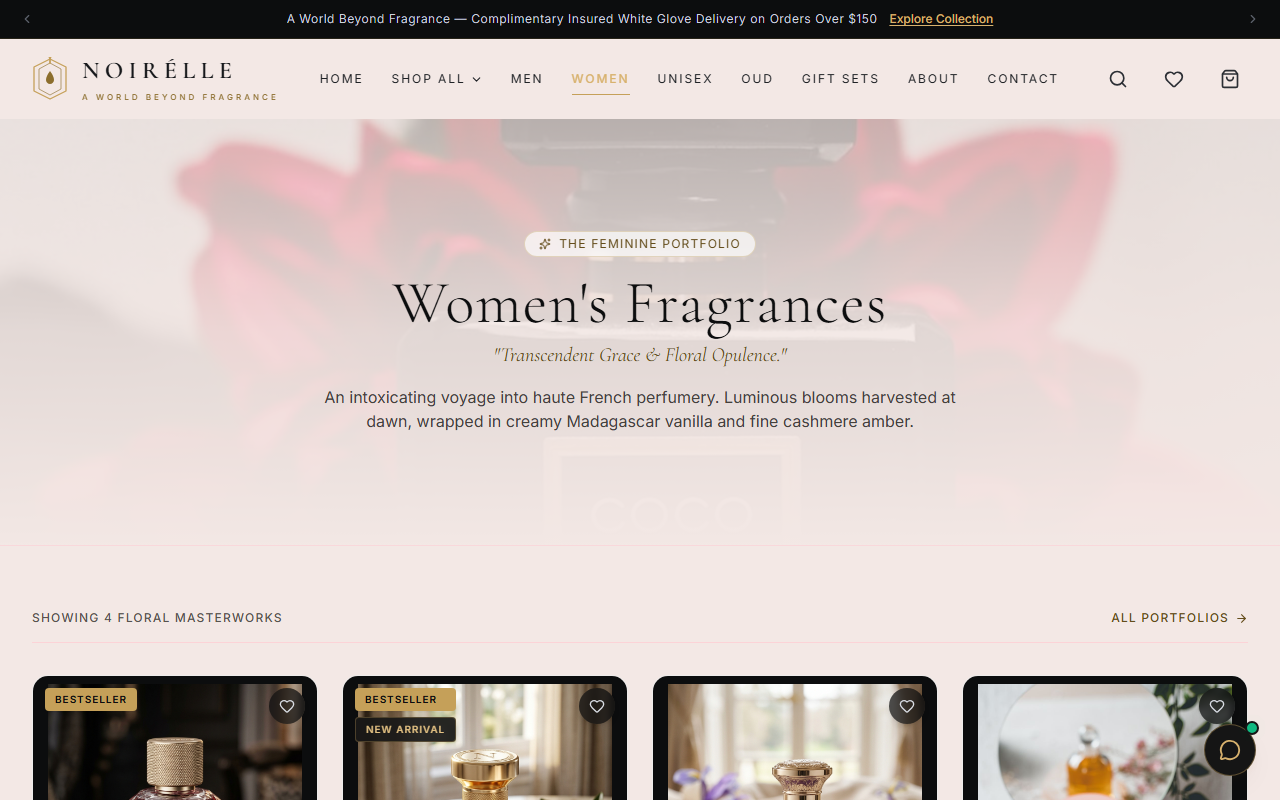 A World Beyond Fragrance — Complimentary Insured White Glove Delivery on Orders Over $150 Explore Collection
NOIRÉLLE
A WORLD BEYOND FRAGRANCE
HOME SHOP ALL MEN WOMEN UNISEX OUD GIFT SETS ABOUT CONTACT
THE FEMININE PORTFOLIO
Women's Fragrances
"Transcendent Grace & Floral Opulence."
An intoxicating voyage into haute French perfumery. Luminous blooms harvested at
dawn, wrapped in creamy Madagascar vanilla and fine cashmere amber.
COCO
SHOWING 4 FLORAL MASTERWORKS
ALL PORTFOLIOS →
BESTSELLER
BESTSELLER
NEW ARRIVAL